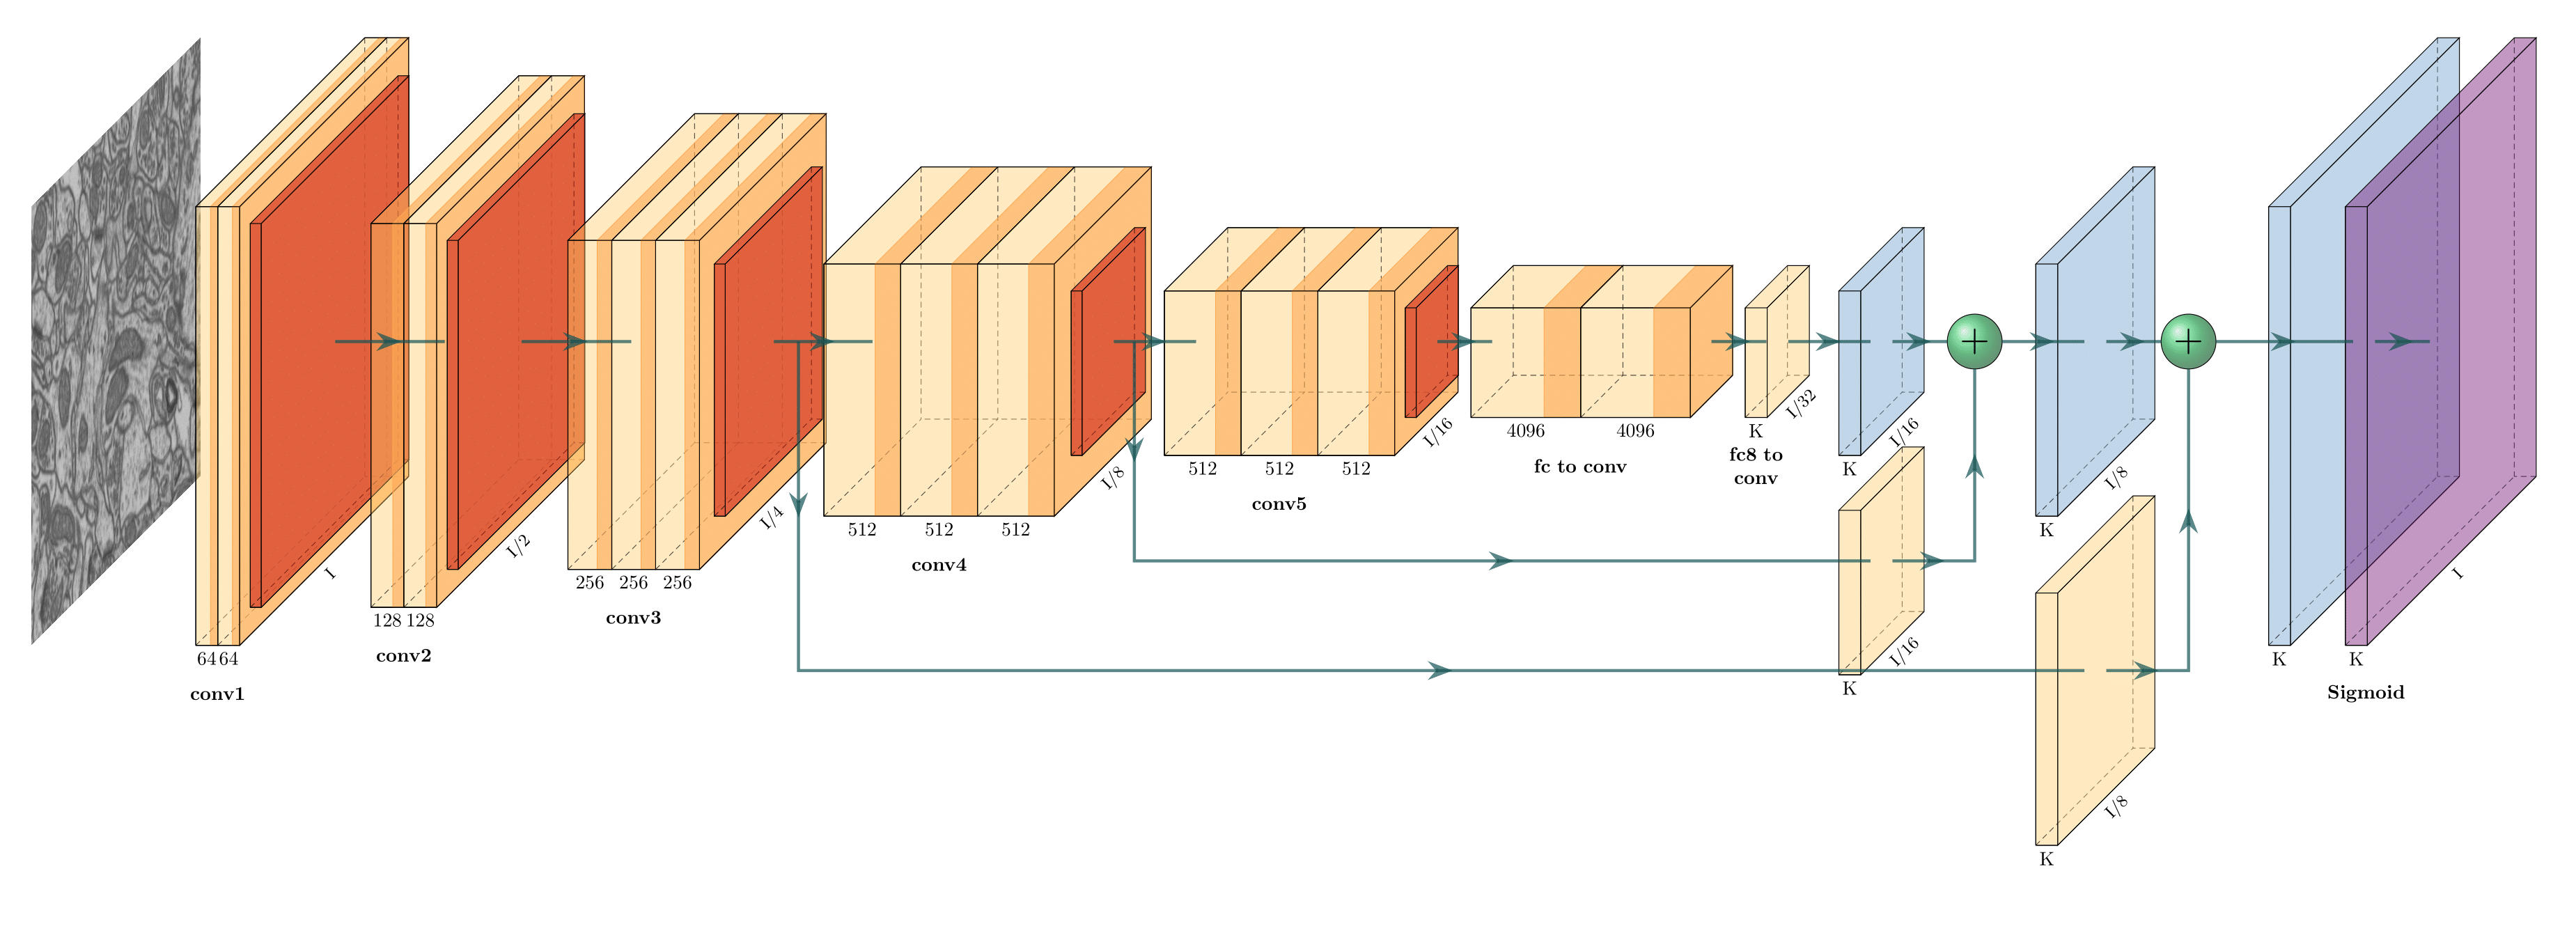 64 64
I
conv1
128 128
I/2
conv2
256 256 256
I/4
conv3
512 512 512
I/8
conv4
512 512 512
I/16
conv5
4096 4096
fc to conv
K
I/32
fc8 to
conv
K
I/16
+
K
I/16
K
I/8
+
K
I/8
K
K
I
Sigmoid